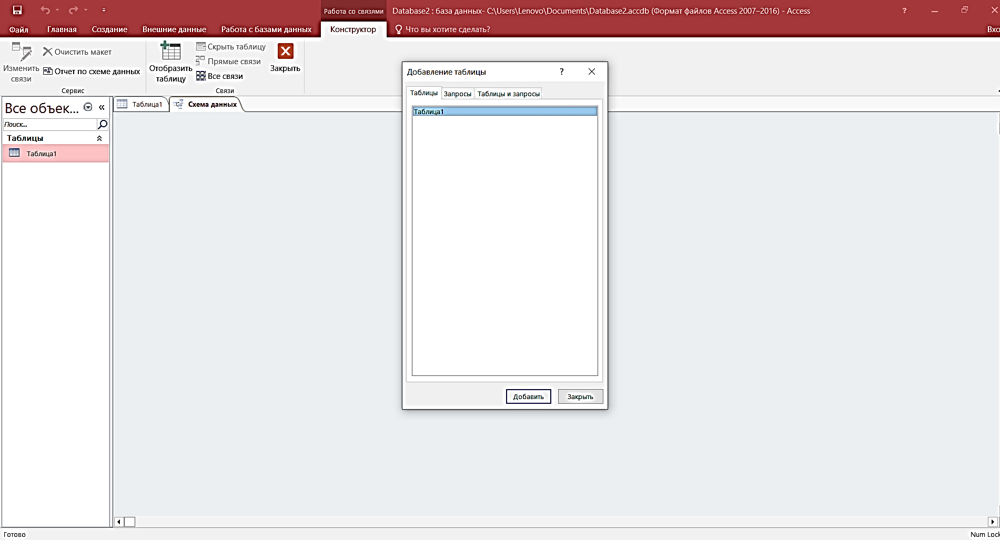 Работа со связями
Database2 : база данных- C:\Users\Lenovo\Documents\Database2.accdb (Формат файлов Access 2007–2016) - Access
?
Файл
Главная
Создание
Внешние данные
Работа с базами данных
Конструктор
Что вы хотите сделать?
Вхо
Изменить
связи
Очистить макет
Отчет по схеме данных
Сервис
Отобразить
таблицу
Скрыть таблицу
Прямые связи
Все связи
Закрыть
Связи
Все объек...
Поиск...
Таблицы
Таблица1
Таблица1
Схема данных
Добавление таблицы
?
Таблицы
Запросы
Таблицы и запросы
Таблица1
Добавить
Закрыть
Готово
Num Lock